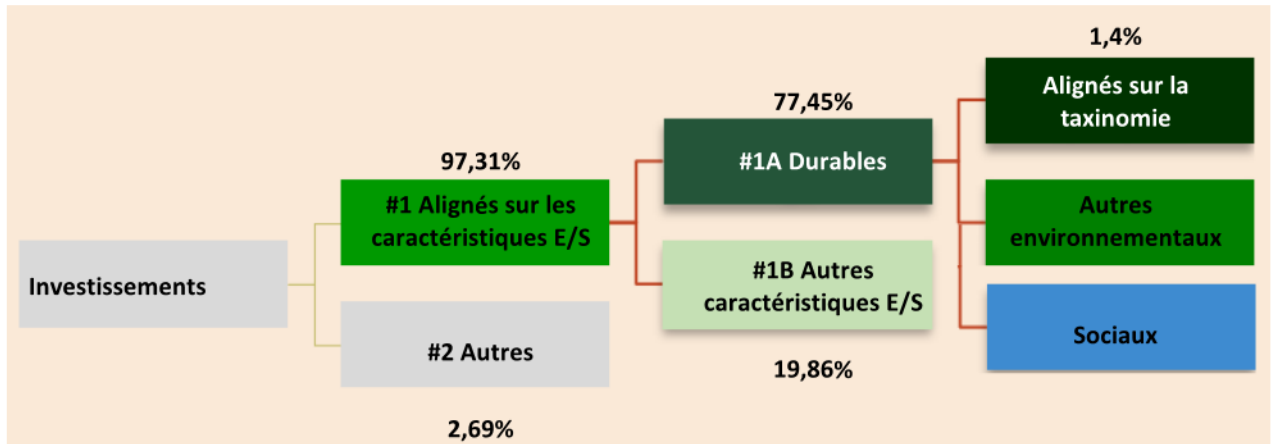 1,4%
Alignés sur la
taxinomie
77,45%
#1A Durables
97,31%
#1 Alignés sur les
caractéristiques E/S
Autres
environnementaux
Investissements
#1B Autres
caractéristiques E/S
Sociaux
#2 Autres
19,86%
2,69%